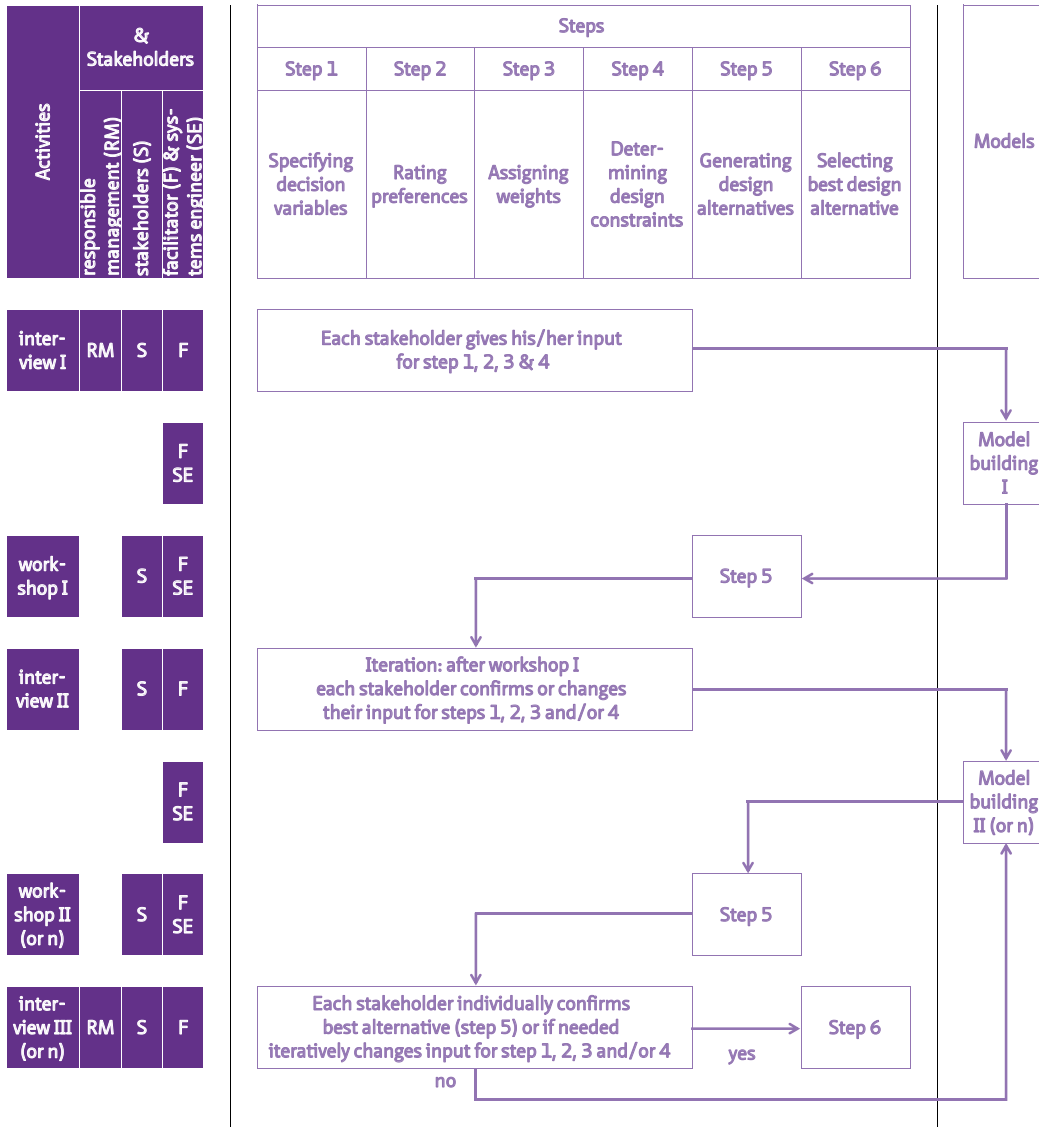 Activities
&
Stakeholders
responsible
management (RM)
stakeholders (S)
facilitator (F) & sys-
tems engineer (SE)
Steps
Step 1
Step 2
Step 3
Step 4
Step 5
Step 6
Specifying
decision
variables
Rating
preferences
Assigning
weights
Deter-
mining
design
constraints
Generating
design
alternatives
Selecting
best design
alternative
Models
inter-
view I
RM
S
F
Each stakeholder gives his/her input
for step 1, 2, 3 & 4
F
SE
Model
building
I
work-
shop I
S
F
SE
Step 5
inter-
view II
S
F
Iteration: after workshop I
each stakeholder confirms or changes
their input for steps 1, 2, 3 and/or 4
F
SE
Model
building
II (or n)
work-
shop II
(or n)
S
F
SE
Step 5
inter-
view III
(or n)
RM
S
F
Each stakeholder individually confirms
best alternative (step 5) or if needed
iteratively changes input for step 1, 2, 3 and/or 4
yes
Step 6
no